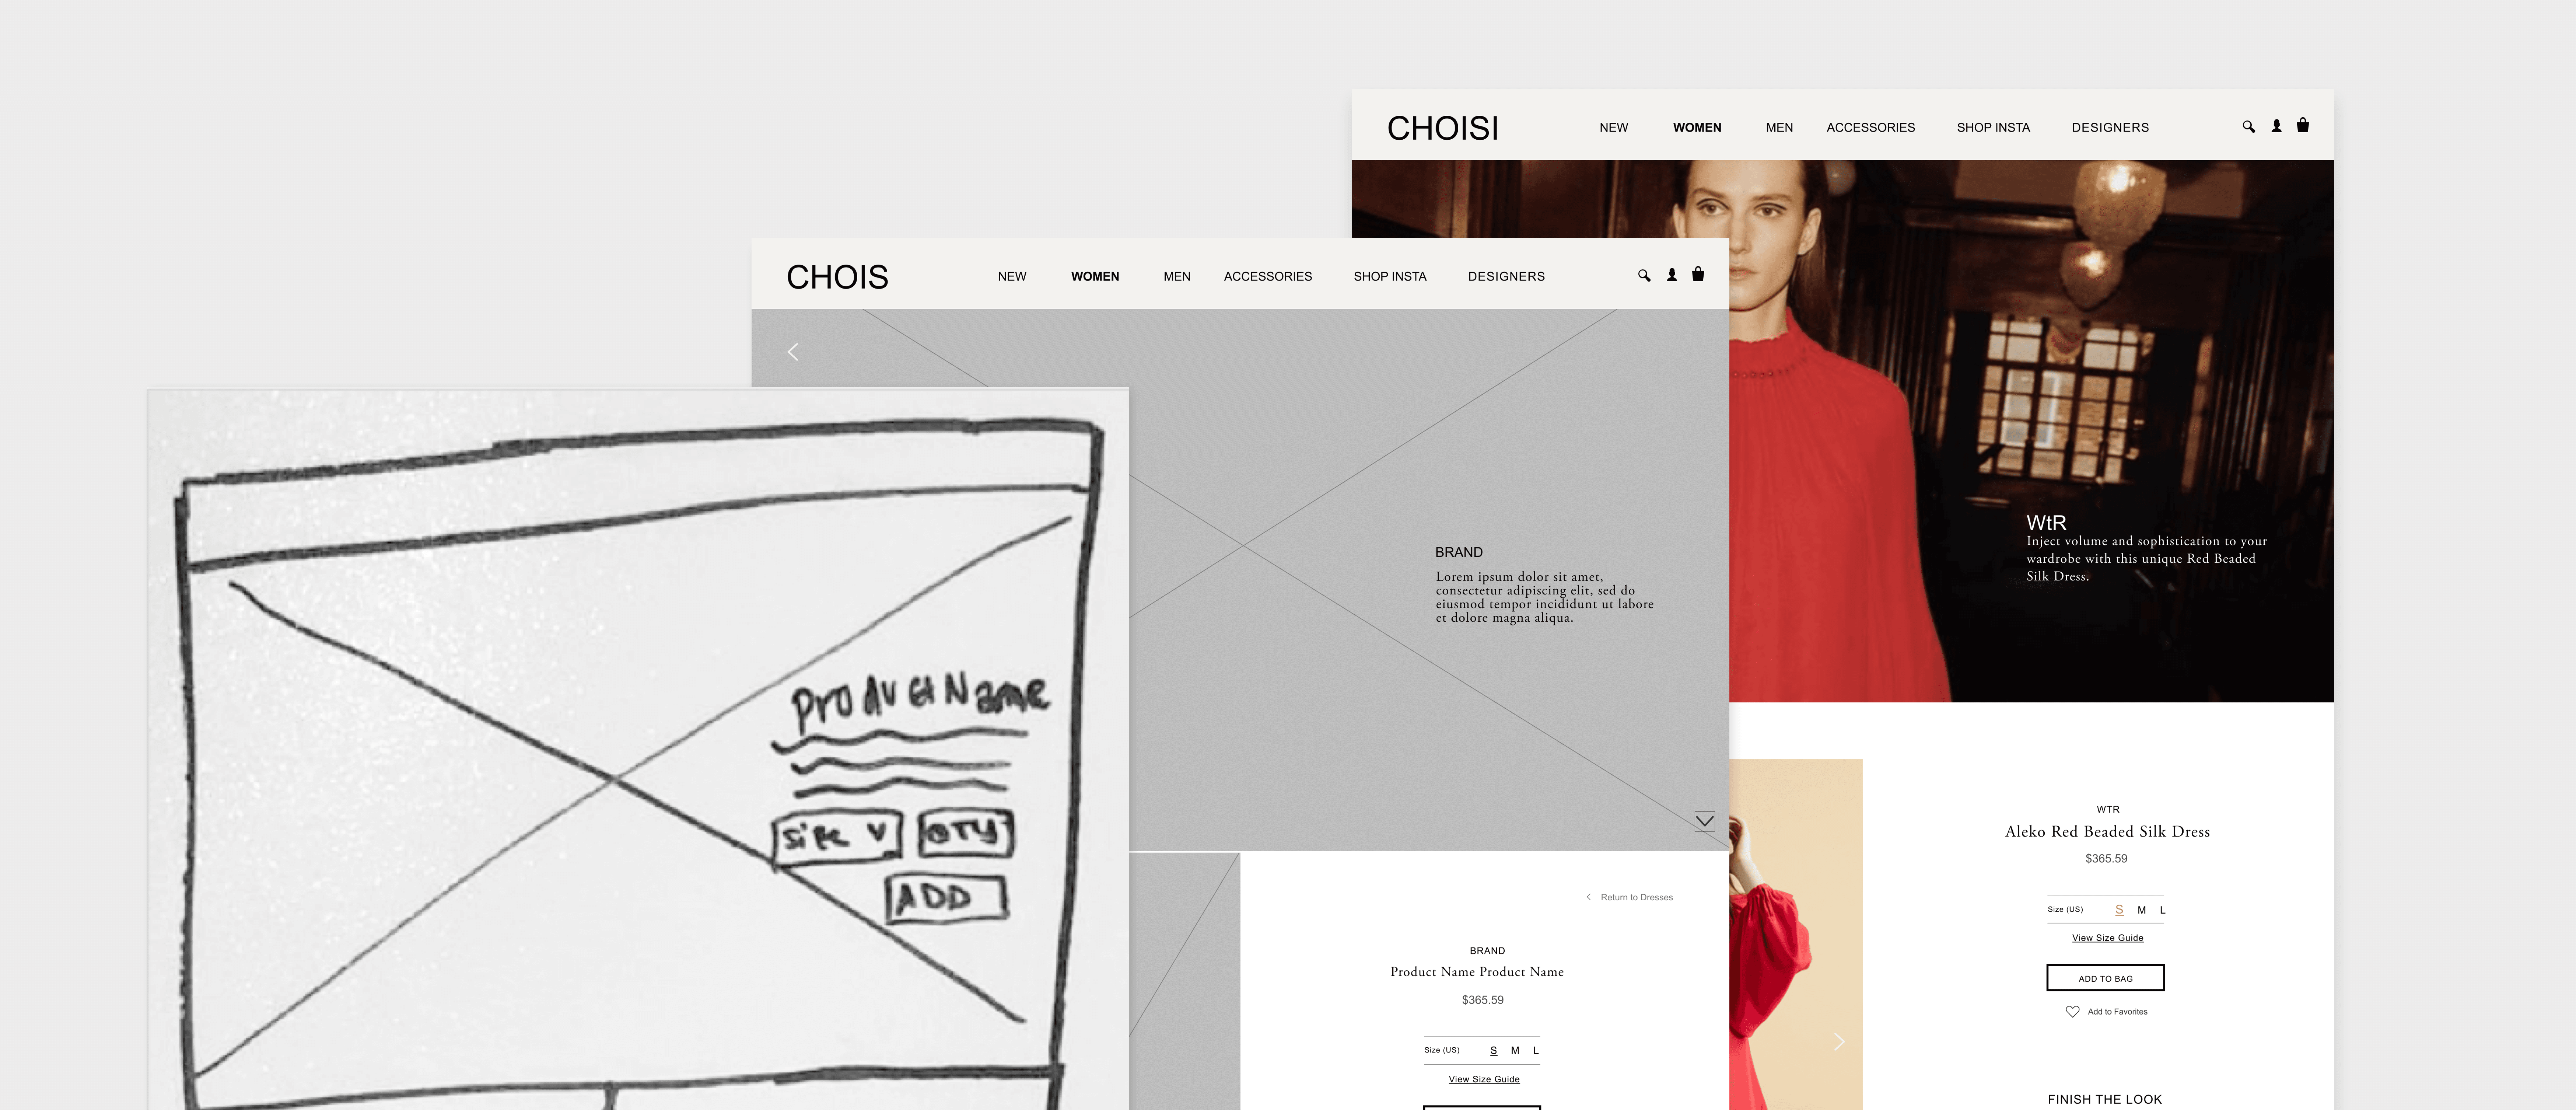 CHOISI
NEW WOMEN MEN ACCESSORIES SHOP INSTA DESIGNERS
WtR
Inject volume and sophistication to your
wardrobe with this unique Red Beaded
Silk Dress.
WTR
Aleko Red Beaded Silk Dress
$365.59
Size (US) S M L
View Size Guide
ADD TO BAG
Add to Favorites
FINISH THE LOOK
CHOIS
NEW WOMEN MEN ACCESSORIES SHOP INSTA DESIGNERS
BRAND
Lorem ipsum dolor sit amet,
consectetur adipiscing elit, sed do
eiusmod tempor incididunt ut labore
et dolore magna aliqua.
Return to Dresses
BRAND
Product Name Product Name
$365.59
Size (US) S M L
View Size Guide
Product Name
Size V QTY
ADD